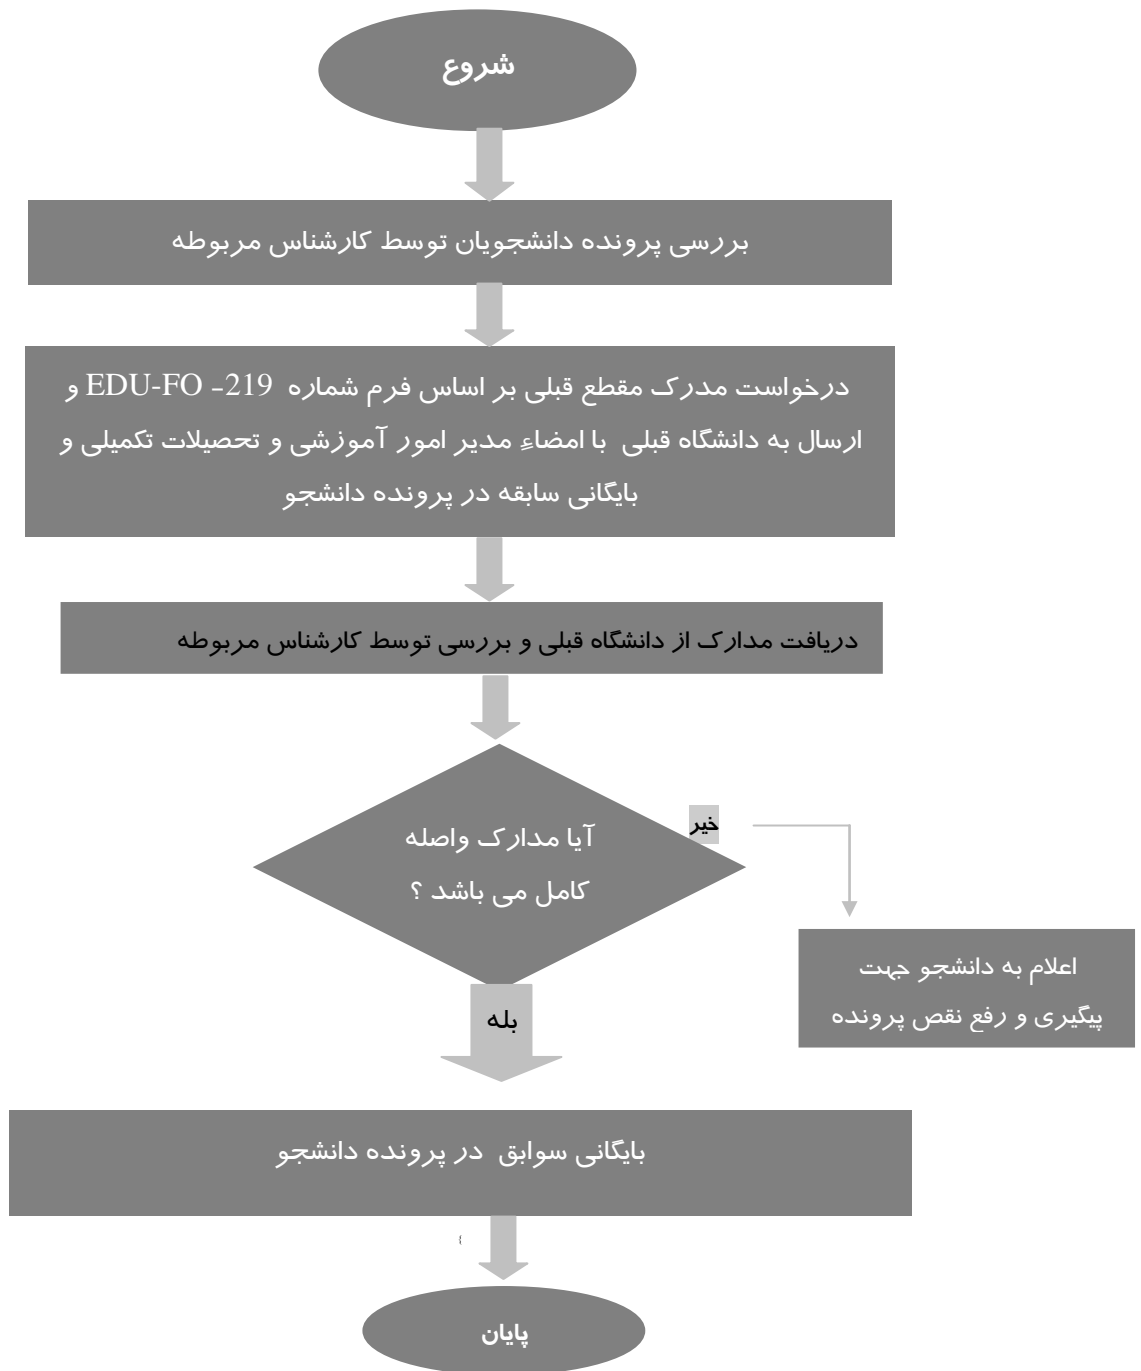 شروع
بررسی پرونده دانشجویان توسط کارشناس مربوطه
درخواست مدرک مقطع قبلی بر اساس فرم شماره EDU-FO -219 و
ارسال به دانشگاه قبلی با امضاءِ مدیر امور آموزشی و تحصیلات تکمیلی و
بایگانی سابقه در پرونده دانشجو
دریافت مدارک از دانشگاه قبلی و بررسی توسط کارشناس مربوطه
آیا مدارک واصله
کامل می باشد ؟
خیر
اعلام به دانشجو جهت
پیگیری و رفع نقص پرونده
بله
بایگانی سوابق در پرونده دانشجو
پایان